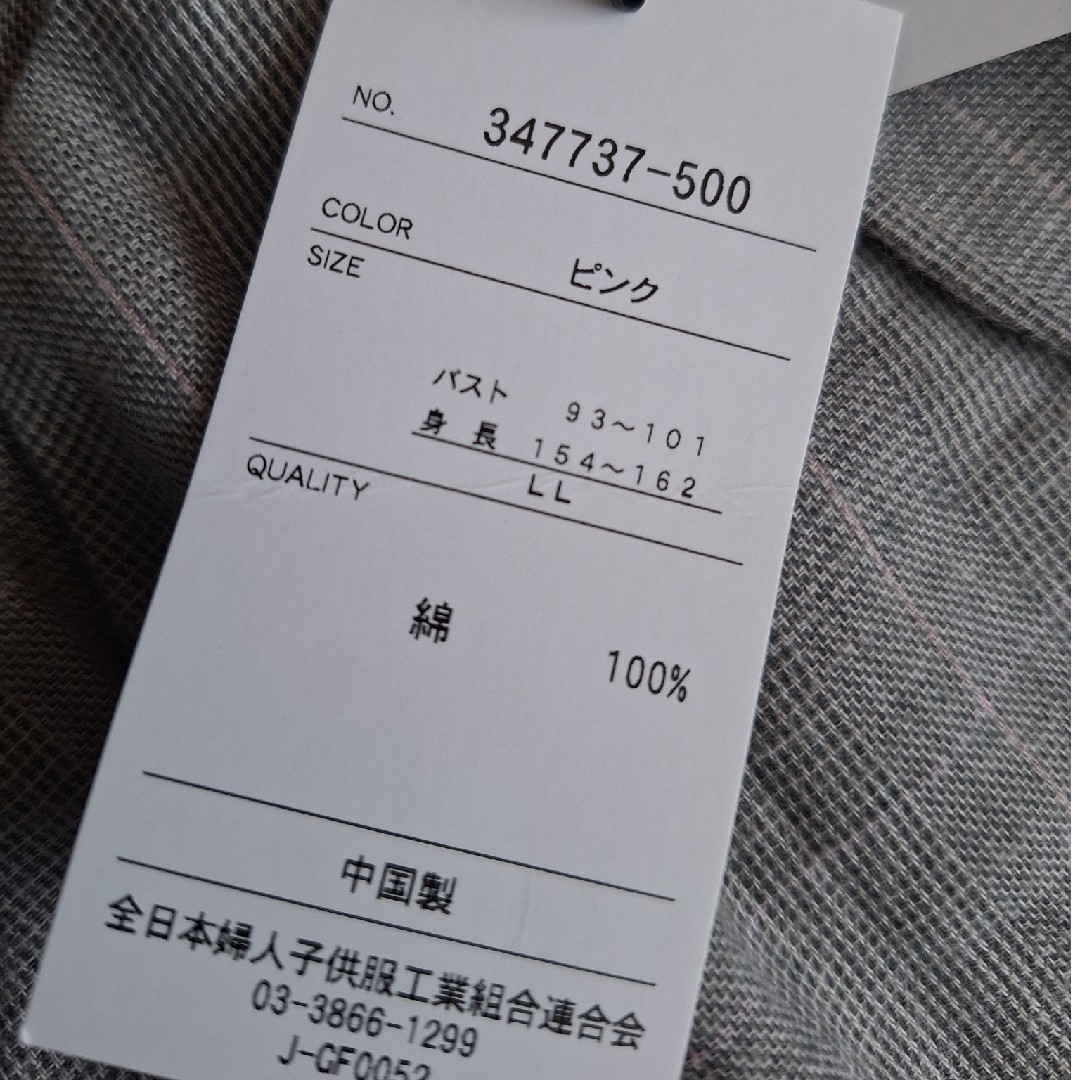 NO.
347737-500
COLOR
ピンク
SIZE
バスト 93～101
身長 154～162
LL
QUALITY
綿 100%
中国製
全日本婦人子供服工業組合連合会
03-3866-1299
J-GF0052